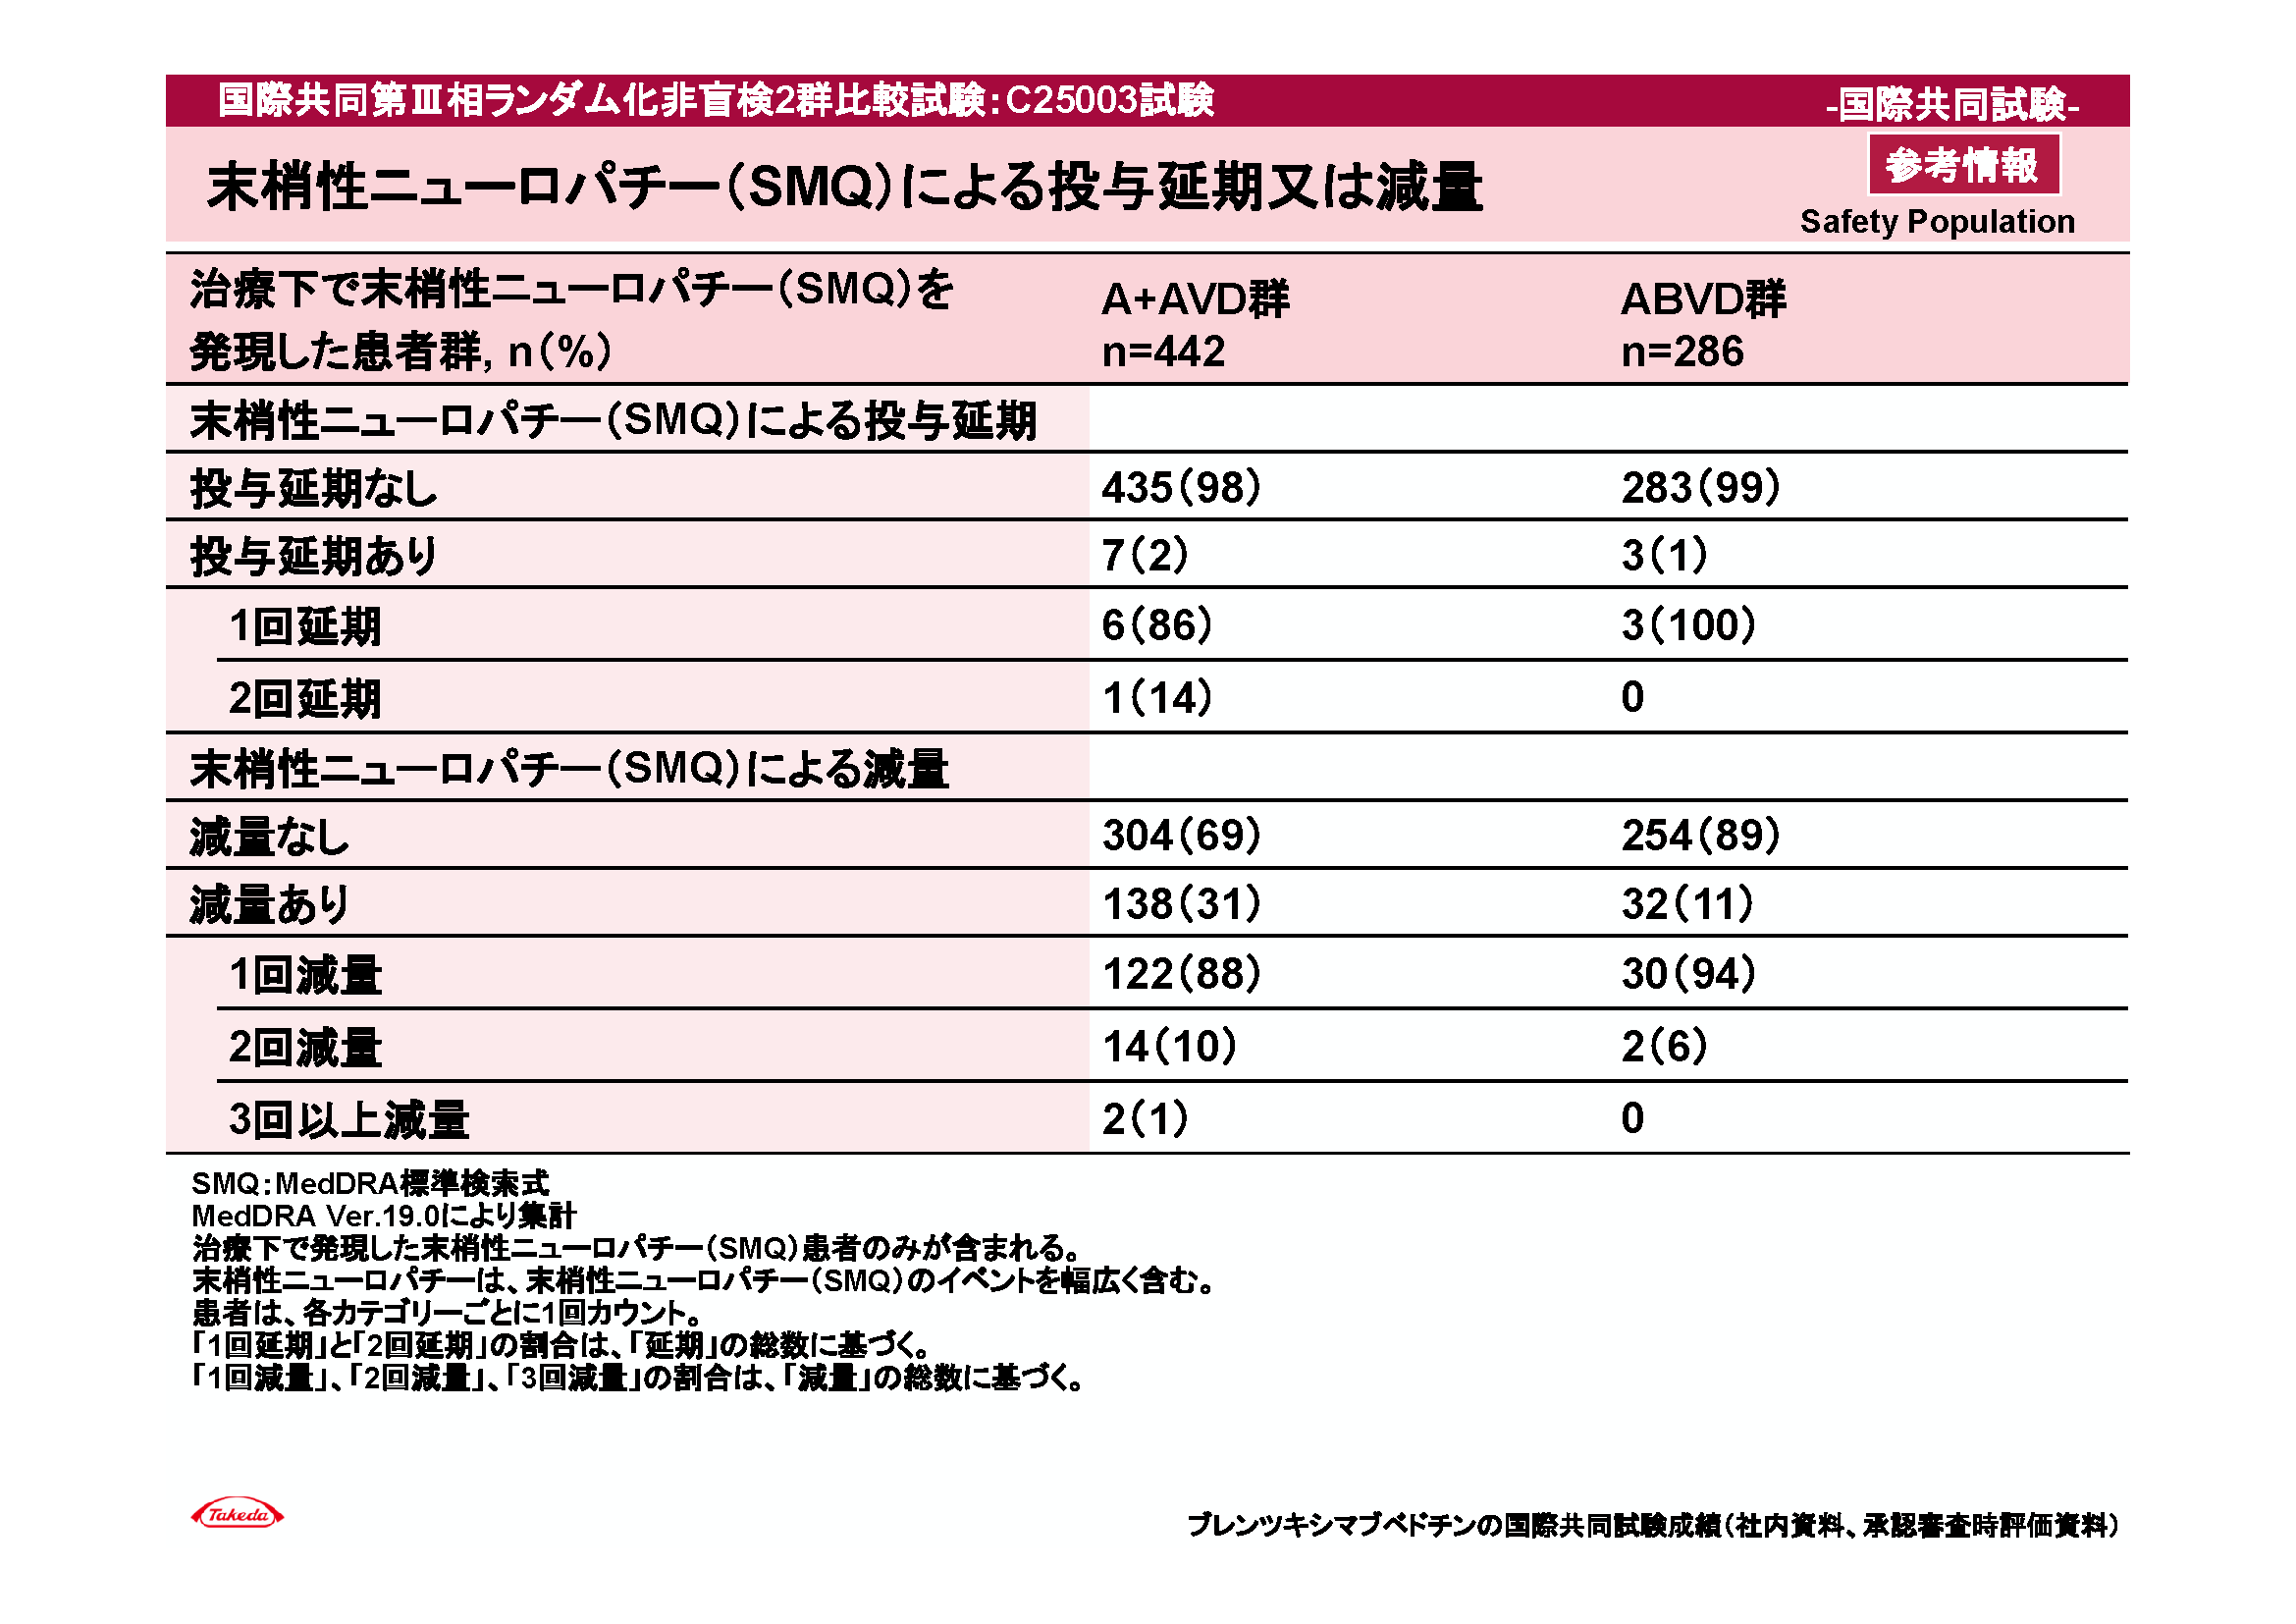 国際共同第Ⅲ相ランダム化非盲検2群比較試験：C25003試験
-国際共同試験-
末梢性ニューロパチー（SMQ）による投与延期又は減量
参考情報
Safety Population
治療下で末梢性ニューロパチー（SMQ）を
発現した患者群, n（%）
A+AVD群
n=442
ABVD群
n=286
末梢性ニューロパチー（SMQ）による投与延期
投与延期なし 435（98） 283（99）
投与延期あり 7（2） 3（1）
1回延期 6（86） 3（100）
2回延期 1（14） 0
末梢性ニューロパチー（SMQ）による減量
減量なし 304（69） 254（89）
減量あり 138（31） 32（11）
1回減量 122（88） 30（94）
2回減量 14（10） 2（6）
3回以上減量 2（1） 0
SMQ：MedDRA標準検索式
MedDRA Ver.19.0により集計
治療下で発現した末梢性ニューロパチー（SMQ）患者のみが含まれる。
末梢性ニューロパチーは、末梢性ニューロパチー（SMQ）のイベントを幅広く含む。
患者は、各カテゴリーごとに1回カウント。
「1回延期」と「2回延期」の割合は、「延期」の総数に基づく。
「1回減量」、「2回減量」、「3回減量」の割合は、「減量」の総数に基づく。
Takeda
ブレンツキシマブベドチンの国際共同試験成績（社内資料、承認審査時評価資料）